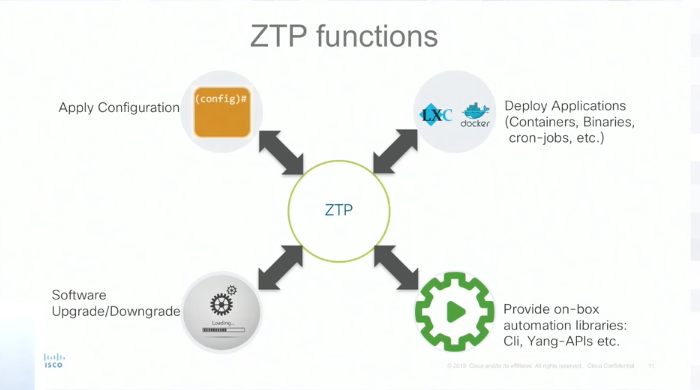 ZTP functions
Apply Configuration
(config)#
LXC
docker
Deploy Applications
(Containers, Binaries,
cron-jobs, etc.)
ZTP
Software
Upgrade/Downgrade
Loading...
Provide on-box
automation libraries:
Cli, Yang-APIs etc.
ISCO
© 2019 Cisco and/or its affiliates. All rights reserved. Cisco Confidential
11